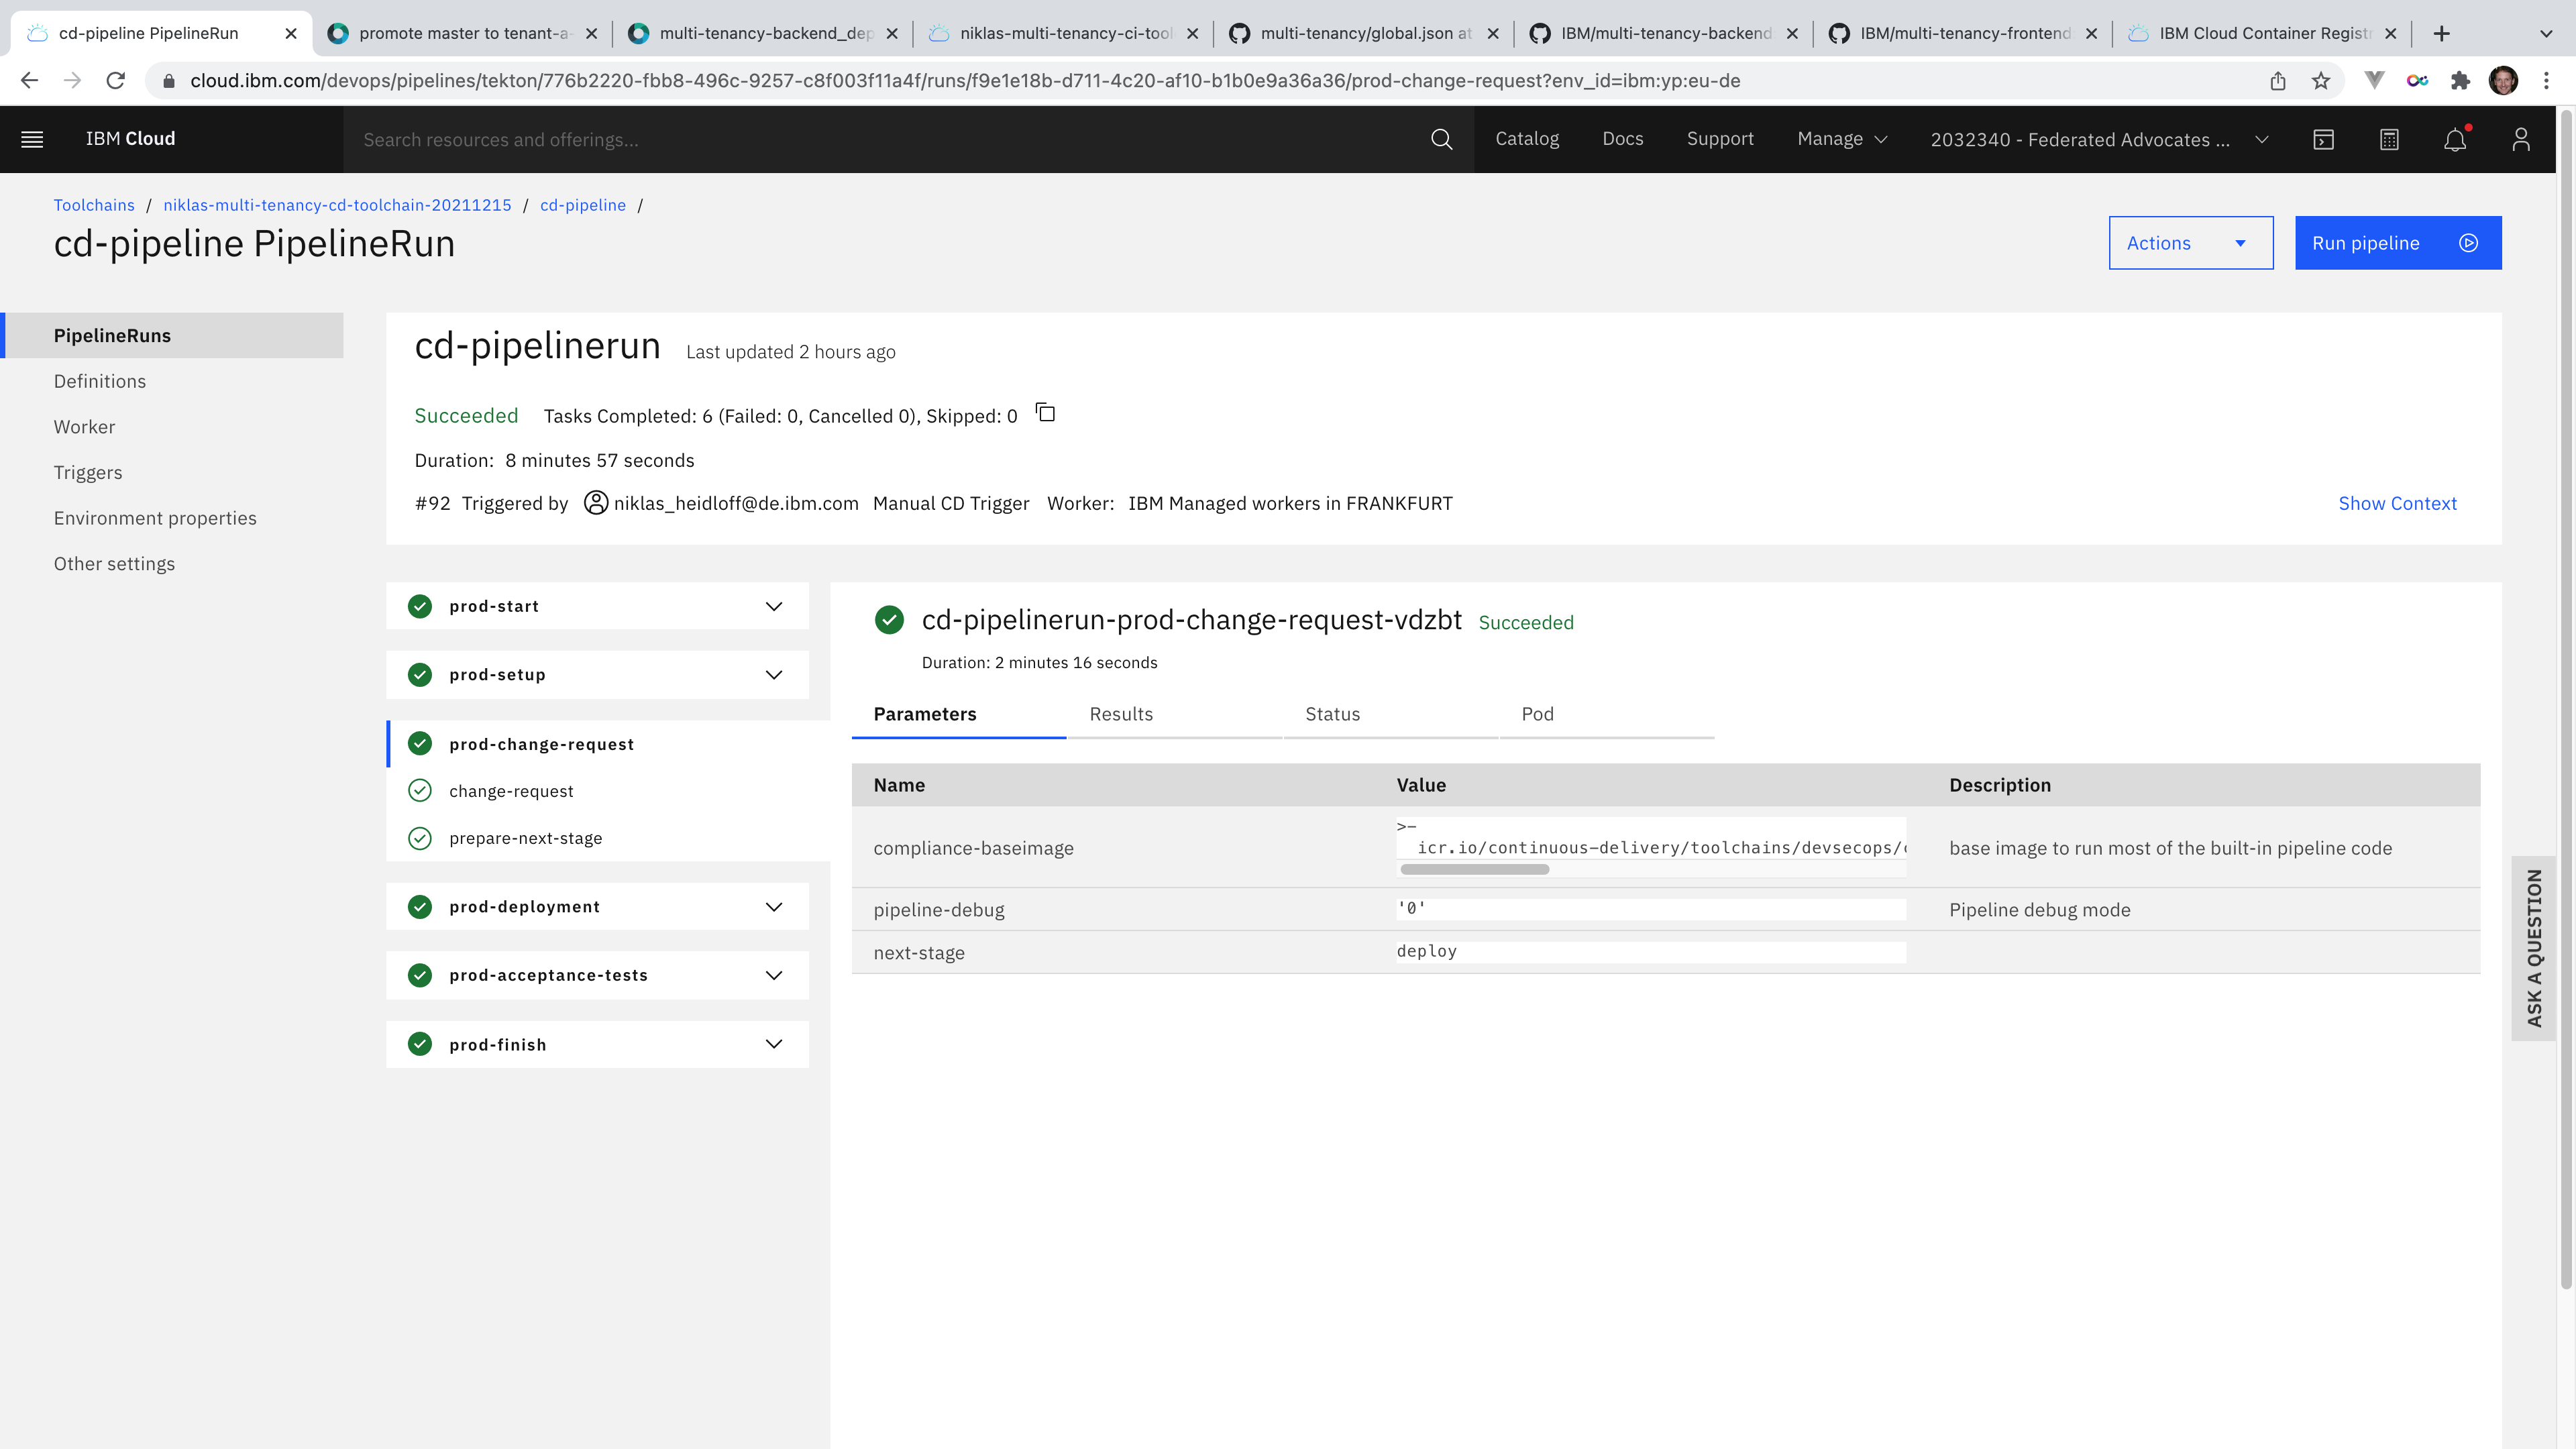 cd-pipeline PipelineRun
promote master to tenant-a-
multi-tenancy-backend_dep
niklas-multi-tenancy-ci-tool
multi-tenancy/global.json at
IBM/multi-tenancy-backend
IBM/multi-tenancy-frontend
IBM Cloud Container Registr
cloud.ibm.com/devops/pipelines/tekton/776b2220-fbb8-496c-9257-c8f003f11a4f/runs/f9e1e18b-d711-4c20-af10-b1b0e9a36a36/prod-change-request?env_id=ibm:yp:eu-de
IBM Cloud
Search resources and offerings...
Catalog
Docs
Support
Manage
2032340 - Federated Advocates ...
Toolchains / niklas-multi-tenancy-cd-toolchain-20211215 / cd-pipeline /
cd-pipeline PipelineRun
Actions
Run pipeline
PipelineRuns
Definitions
Worker
Triggers
Environment properties
Other settings
cd-pipelinerun Last updated 2 hours ago
Succeeded Tasks Completed: 6 (Failed: 0, Cancelled 0), Skipped: 0
Duration: 8 minutes 57 seconds
#92 Triggered by niklas_heidloff@de.ibm.com Manual CD Trigger Worker: IBM Managed workers in FRANKFURT
Show Context
prod-start
prod-setup
prod-change-request
change-request
prepare-next-stage
prod-deployment
prod-acceptance-tests
prod-finish
cd-pipelinerun-prod-change-request-vdzbt Succeeded
Duration: 2 minutes 16 seconds
Parameters Results Status Pod
Name Value Description
>-
compliance-baseimage icr.io/continuous-delivery/toolchains/devsecops/ base image to run most of the built-in pipeline code
pipeline-debug '0' Pipeline debug mode
next-stage deploy
ASK A QUESTION